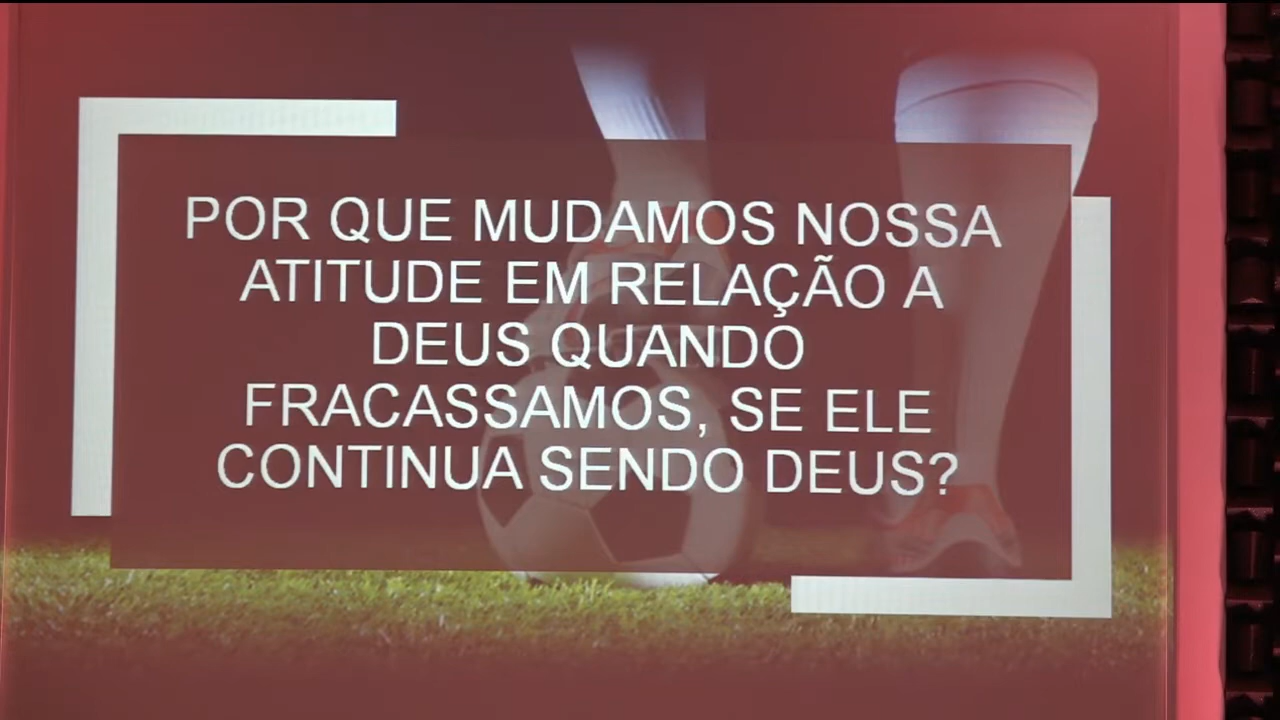 POR QUE MUDAMOS NOSSA
ATITUDE EM RELAÇÃO A
DEUS QUANDO
FRACASSAMOS, SE ELE
CONTINUA SENDO DEUS?